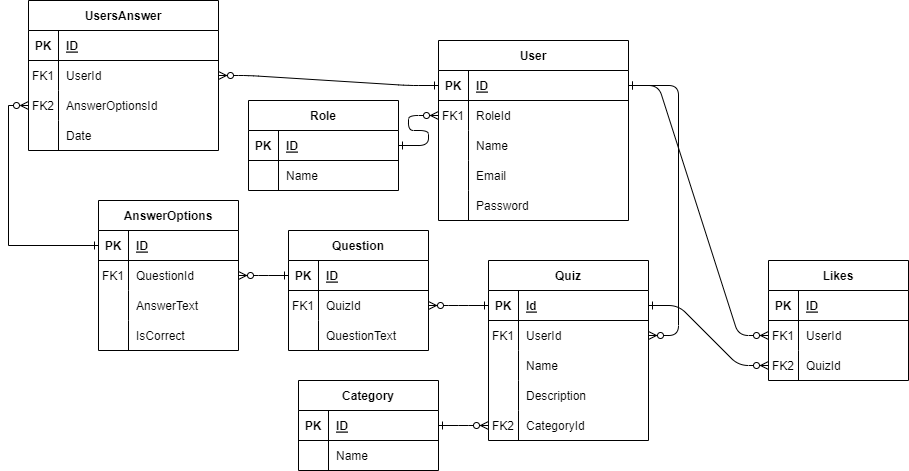 UsersAnswer
PK ID
FK1 UserId
FK2 AnswerOptionsId
Date
User
PK ID
FK1 RoleId
Name
Email
Password
Role
PK ID
Name
AnswerOptions
PK ID
FK1 QuestionId
AnswerText
IsCorrect
Question
PK ID
FK1 QuizId
QuestionText
Quiz
PK Id
FK1 UserId
Name
Description
FK2 CategoryId
Likes
PK ID
FK1 UserId
FK2 QuizId
Category
PK ID
Name